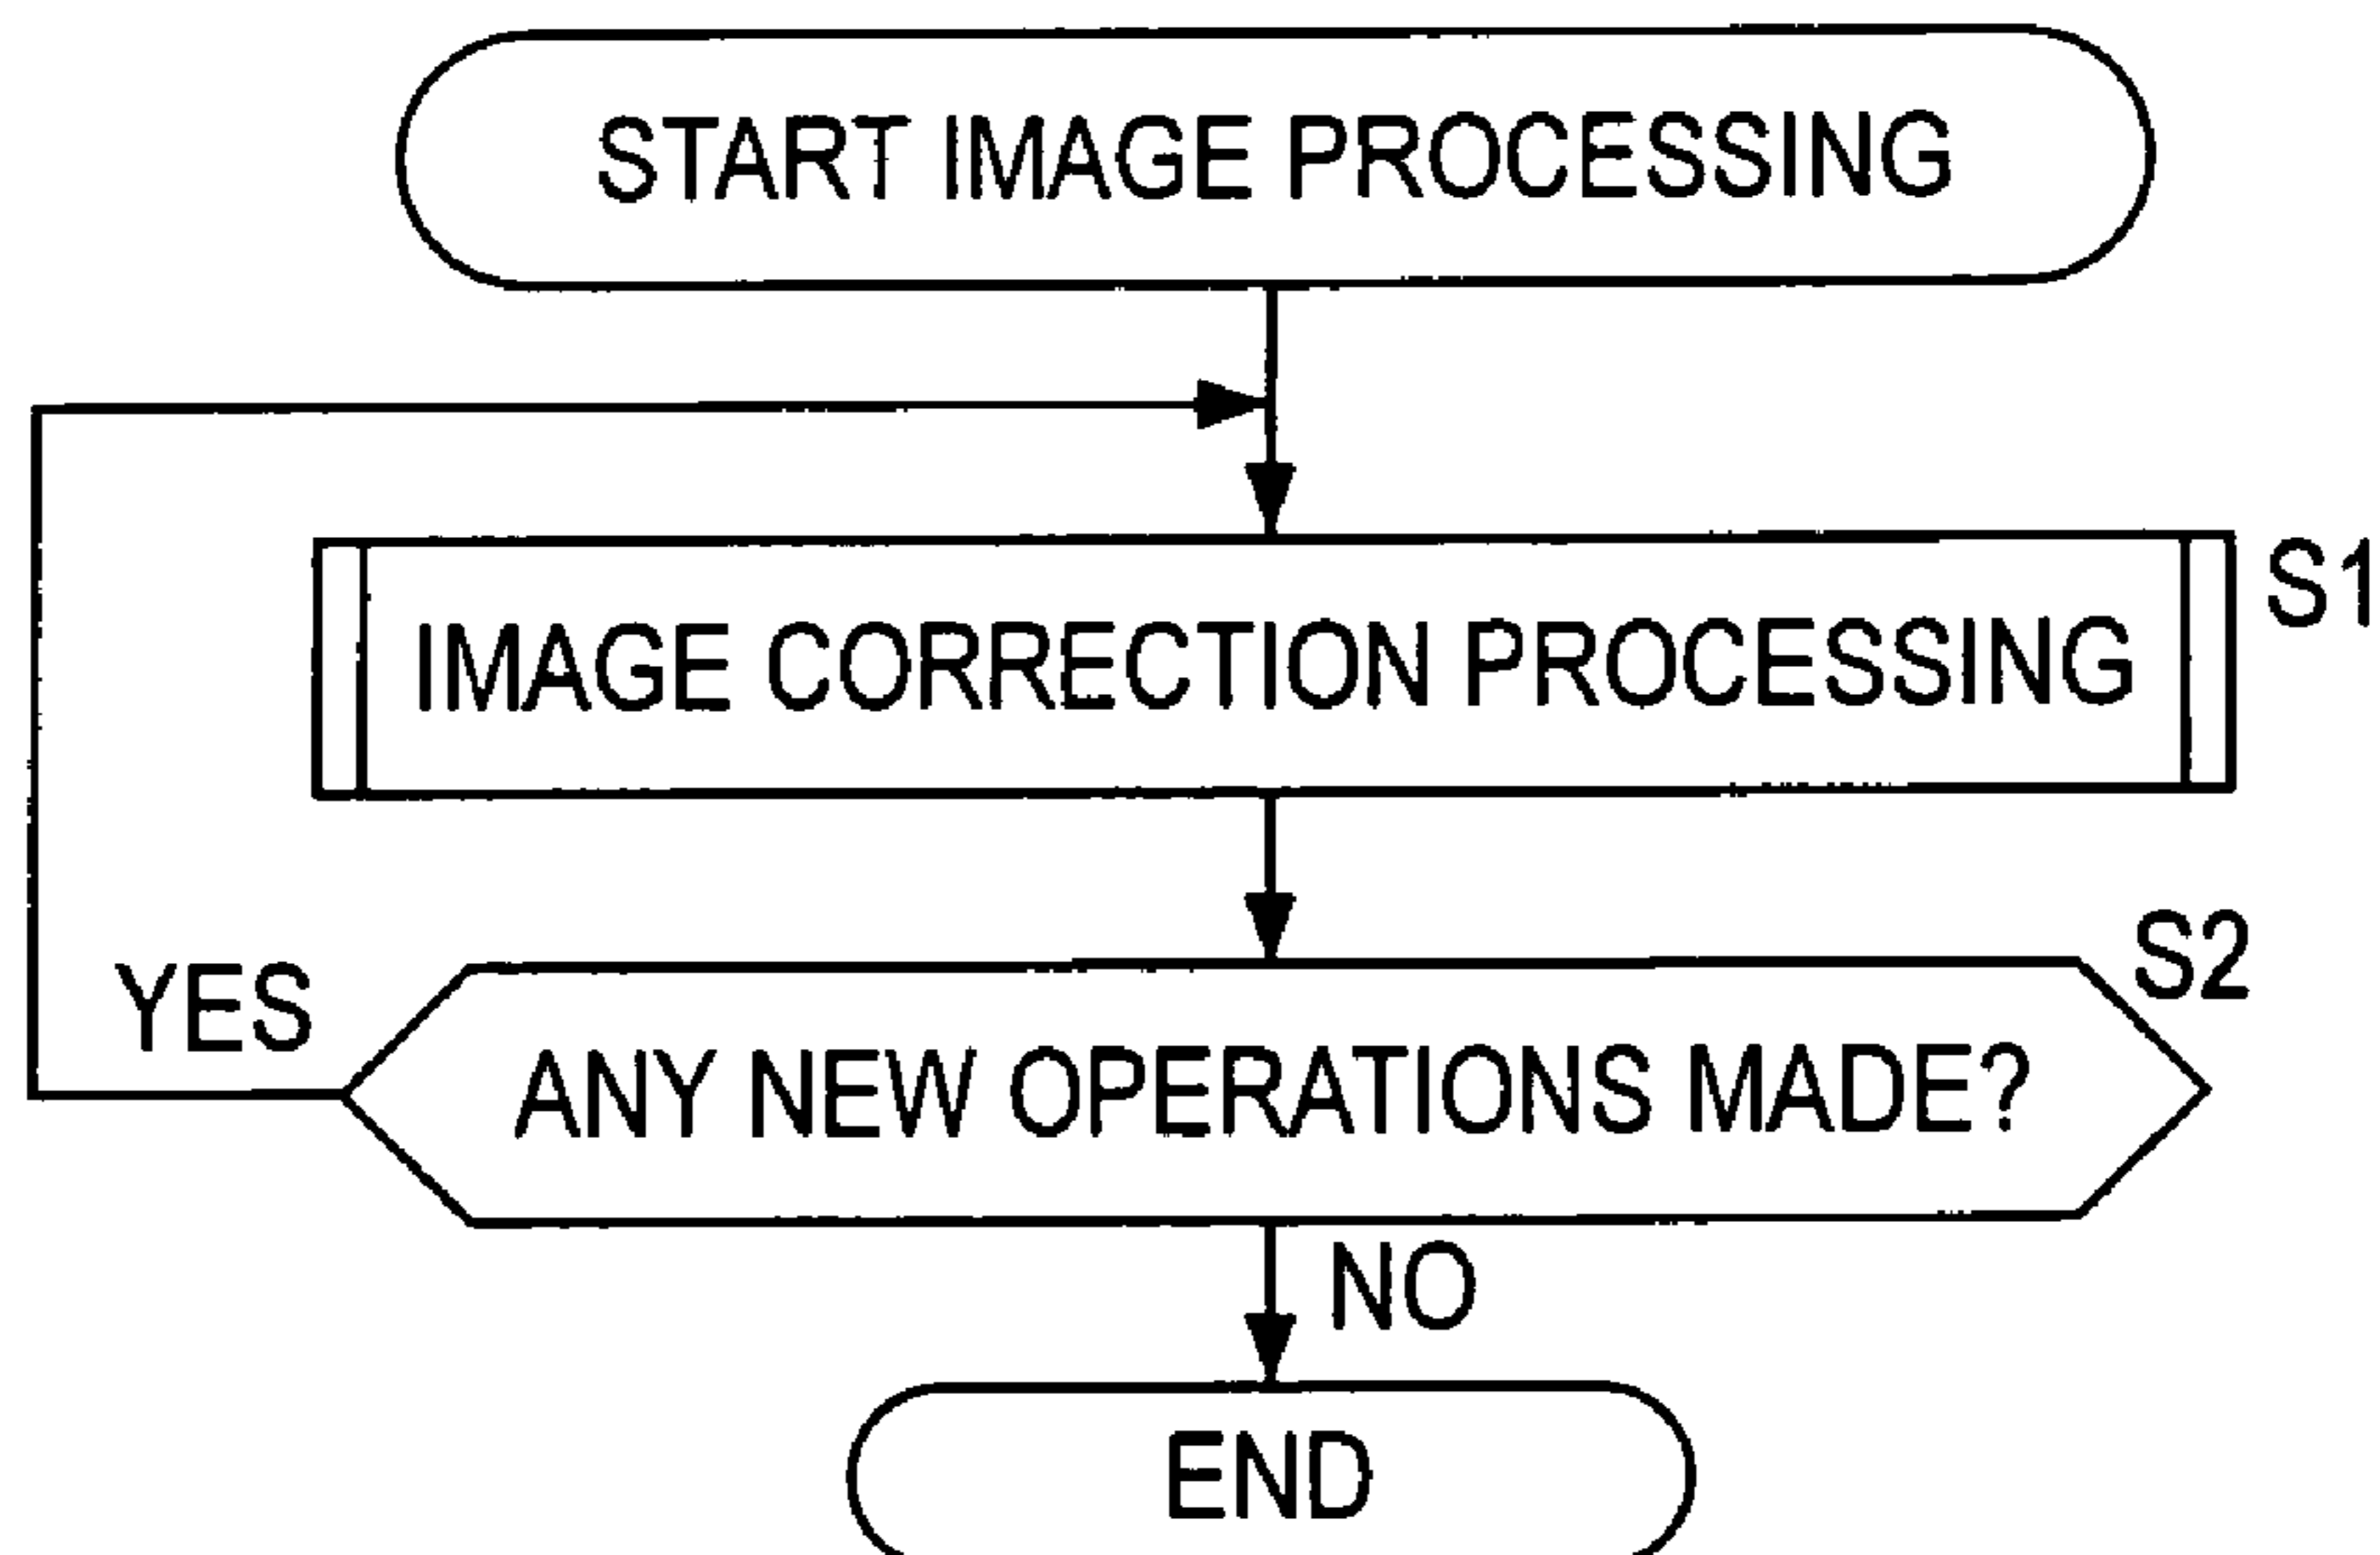 START IMAGE PROCESSING
S1
IMAGE CORRECTION PROCESSING
S2
YES
ANY NEW OPERATIONS MADE?
NO
END